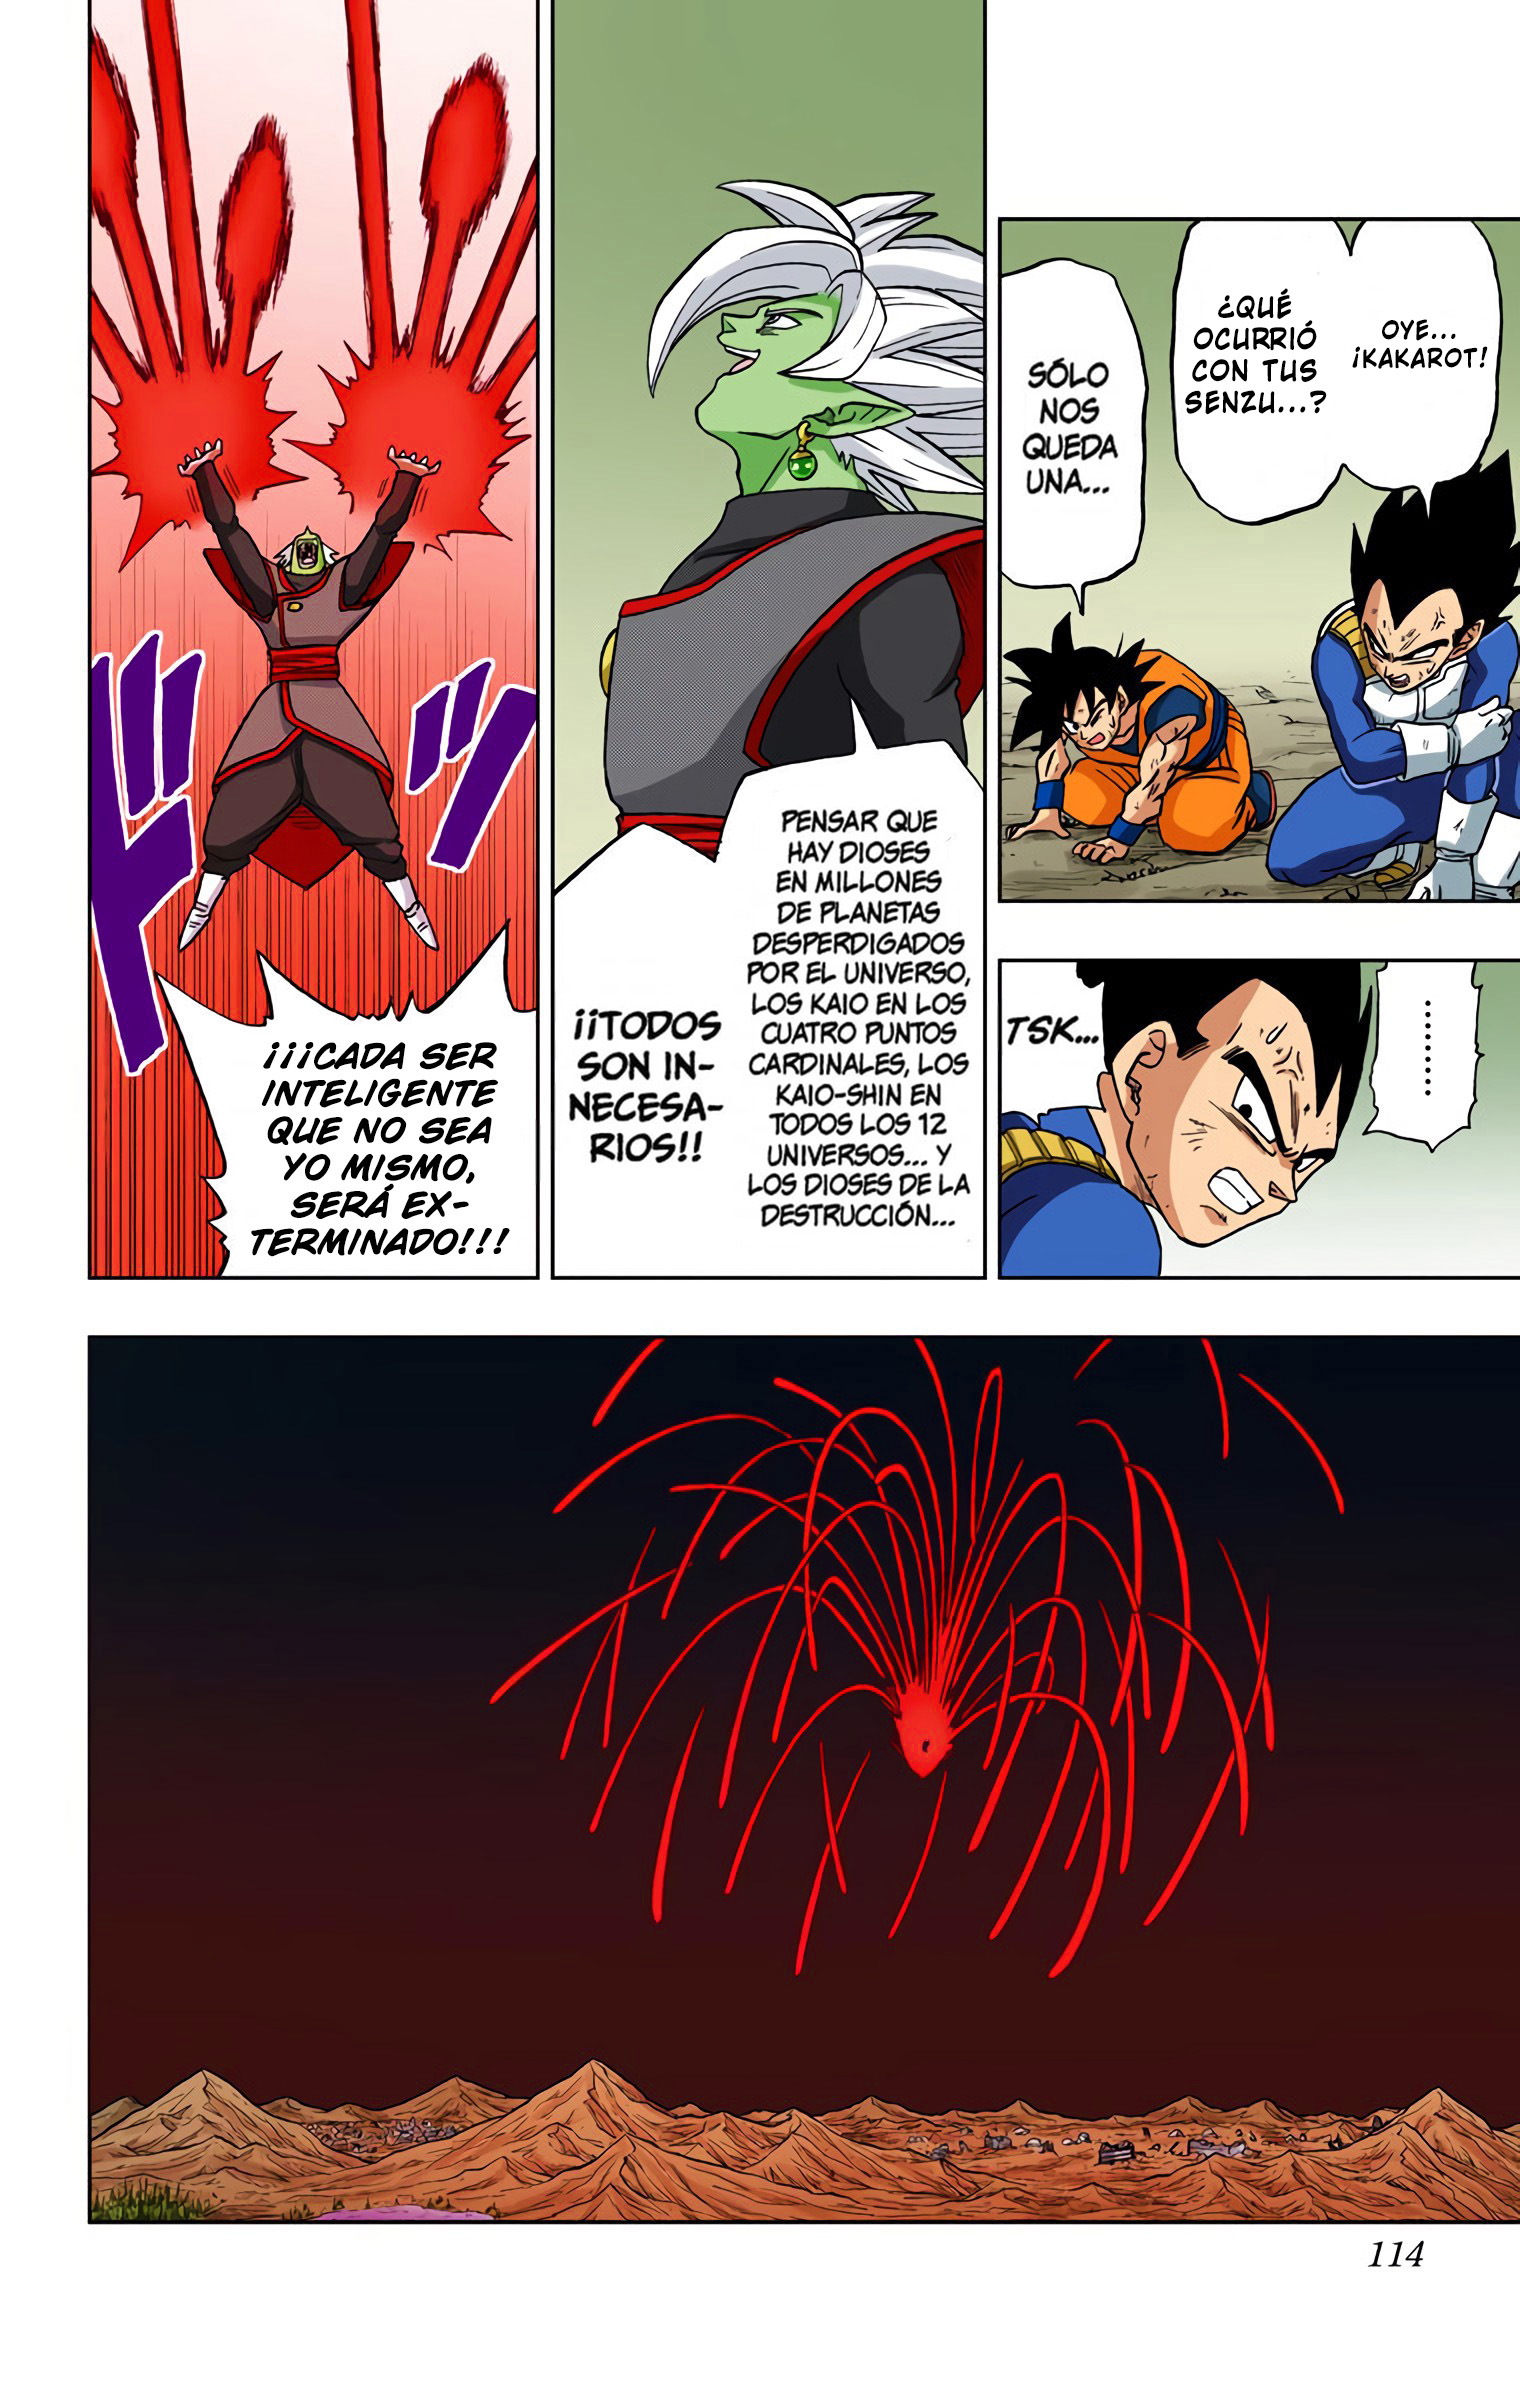 OYE...
¡KAKAROT!
¿QUÉ
OCURRIÓ
CON TUS
SENZU...?
SÓLO
NOS
QUEDA
UNA...
.......
TSK...
PENSAR QUE
HAY DIOSES
EN MILLONES
DE PLANETAS
DESPERDIGADOS
POR EL UNIVERSO,
LOS KAIO EN LOS
CUATRO PUNTOS
CARDINALES, LOS
KAIO-SHIN EN
TODOS LOS 12
UNIVERSOS... Y
LOS DIOSES DE LA
DESTRUCCIÓN...
¡¡TODOS
SON IN-
NECESA-
RIOS!!
¡¡¡CADA SER
INTELIGENTE
QUE NO SEA
YO MISMO,
SERÁ EX-
TERMINADO!!!
ドッ
114